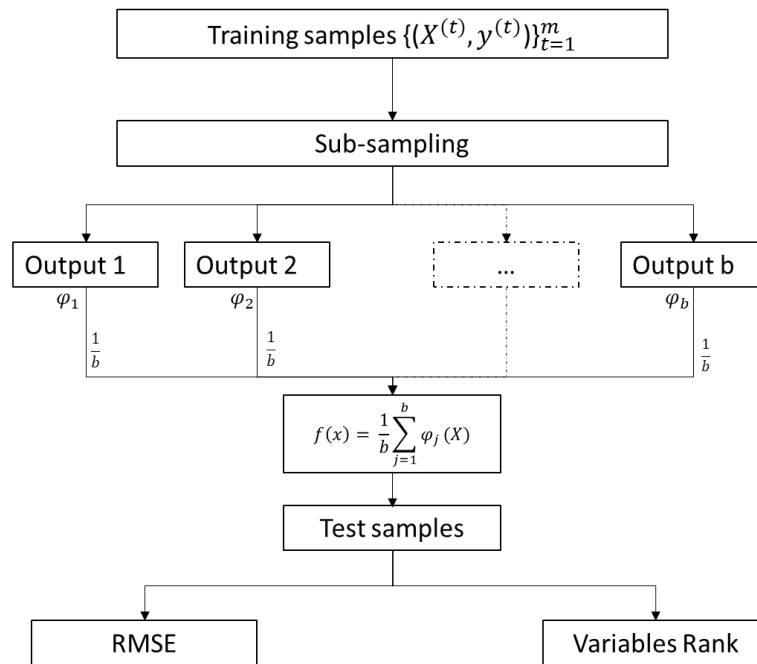 Training samples {(X^(t), y^(t))}_{t=1}^m
Sub-sampling
Output 1
Output 2
...
Output b
φ_1
φ_2
φ_b
1/b
1/b
1/b
f(x) = 1/b ∑_{j=1}^b φ_j (X)
Test samples
RMSE
Variables Rank